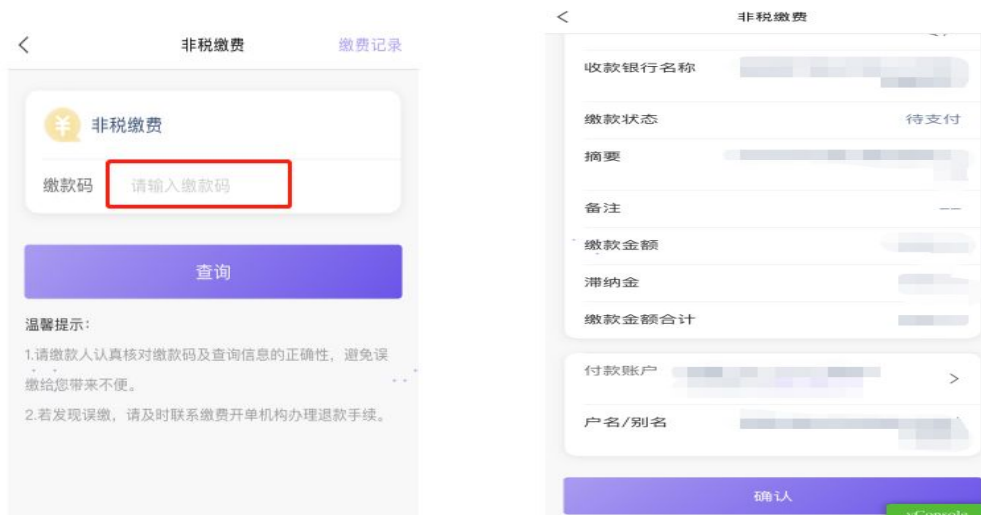 非税缴费
缴费记录
非税缴费
缴款码
请输入缴款码
查询
温馨提示：
1.请缴款人认真核对缴款码及查询信息的正确性，避免误
缴给您带来不便。
2.若发现误缴，请及时联系缴费开单机构办理退款手续。
非税缴费
收款银行名称
缴款状态
待支付
摘要
备注
--
缴款金额
滞纳金
缴款金额合计
付款账户
户名/别名
确认
vConsole